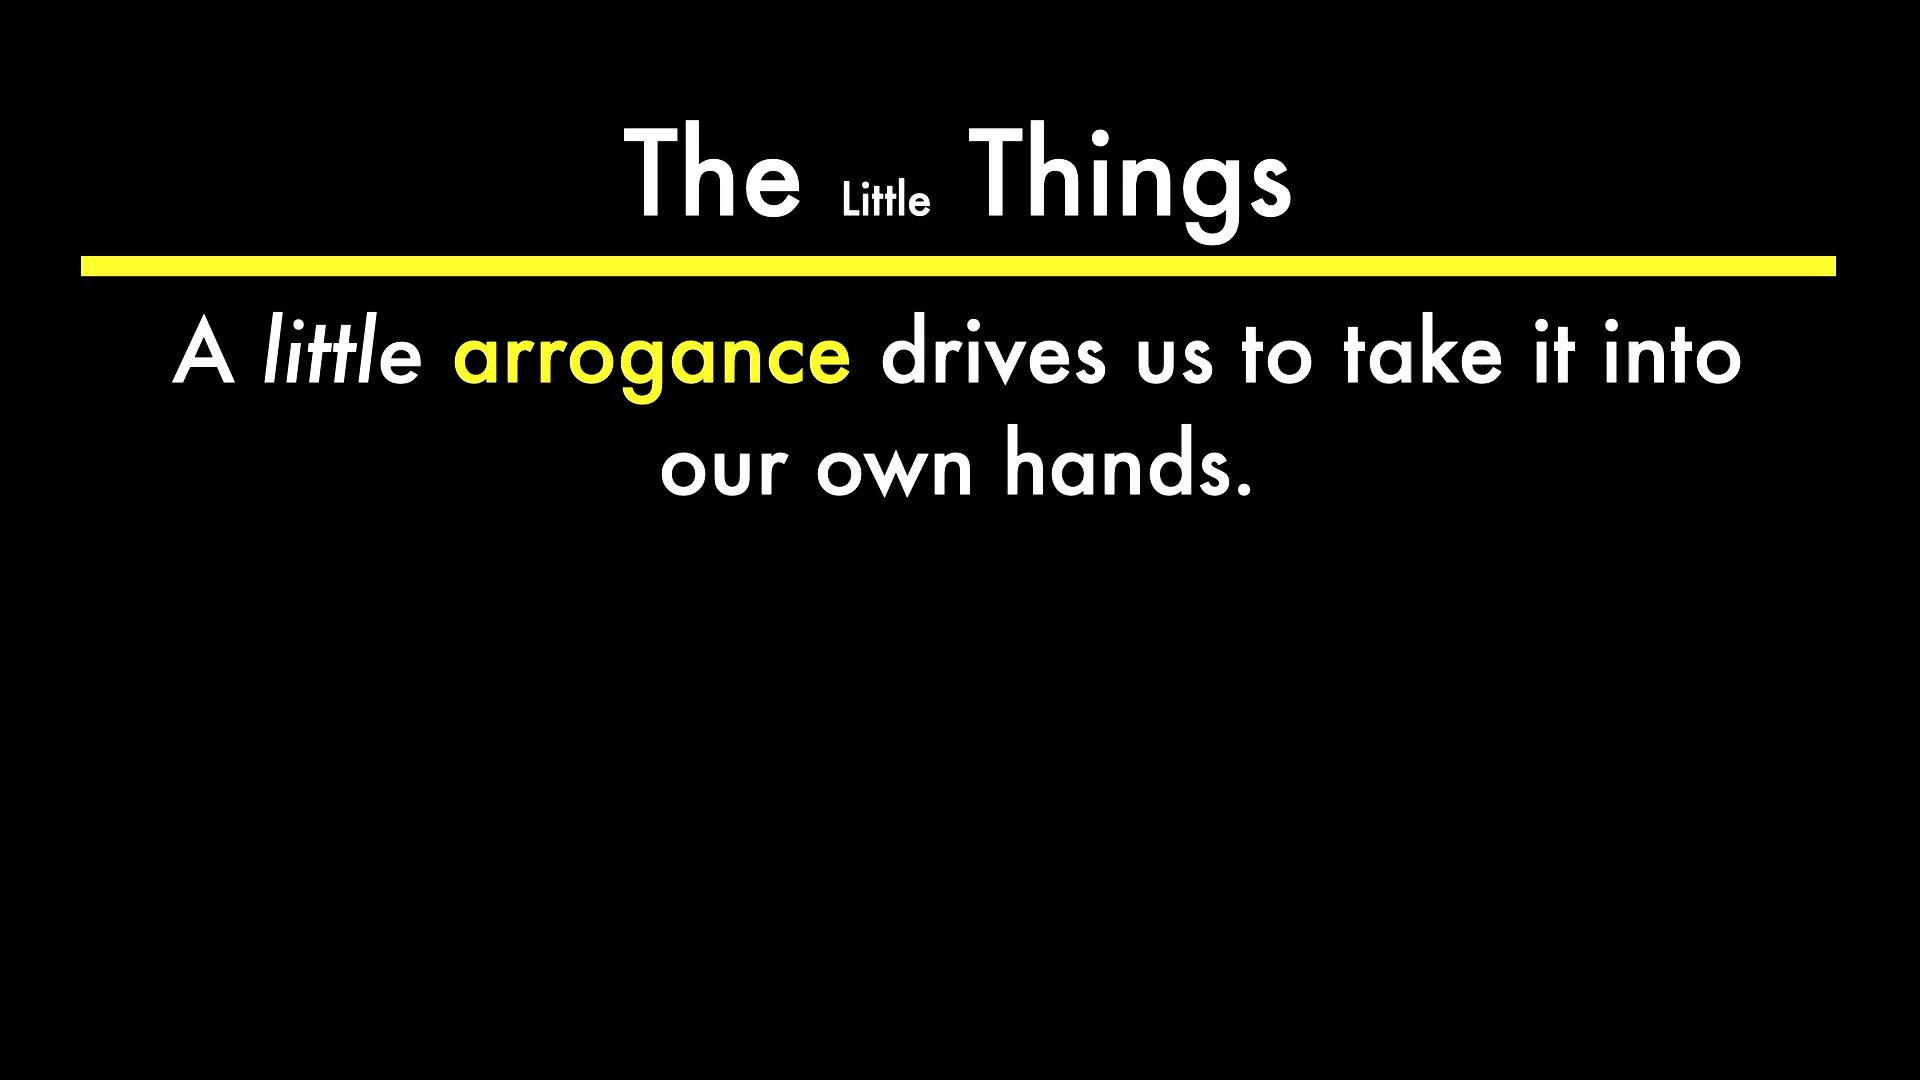 The Little Things
A little arrogance drives us to take it into
our own hands.